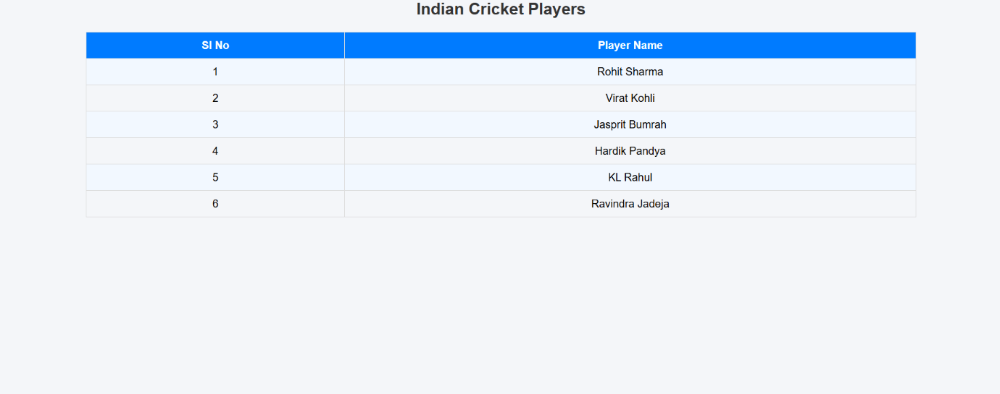 Indian Cricket Players
Sl No Player Name
1 Rohit Sharma
2 Virat Kohli
3 Jasprit Bumrah
4 Hardik Pandya
5 KL Rahul
6 Ravindra Jadeja